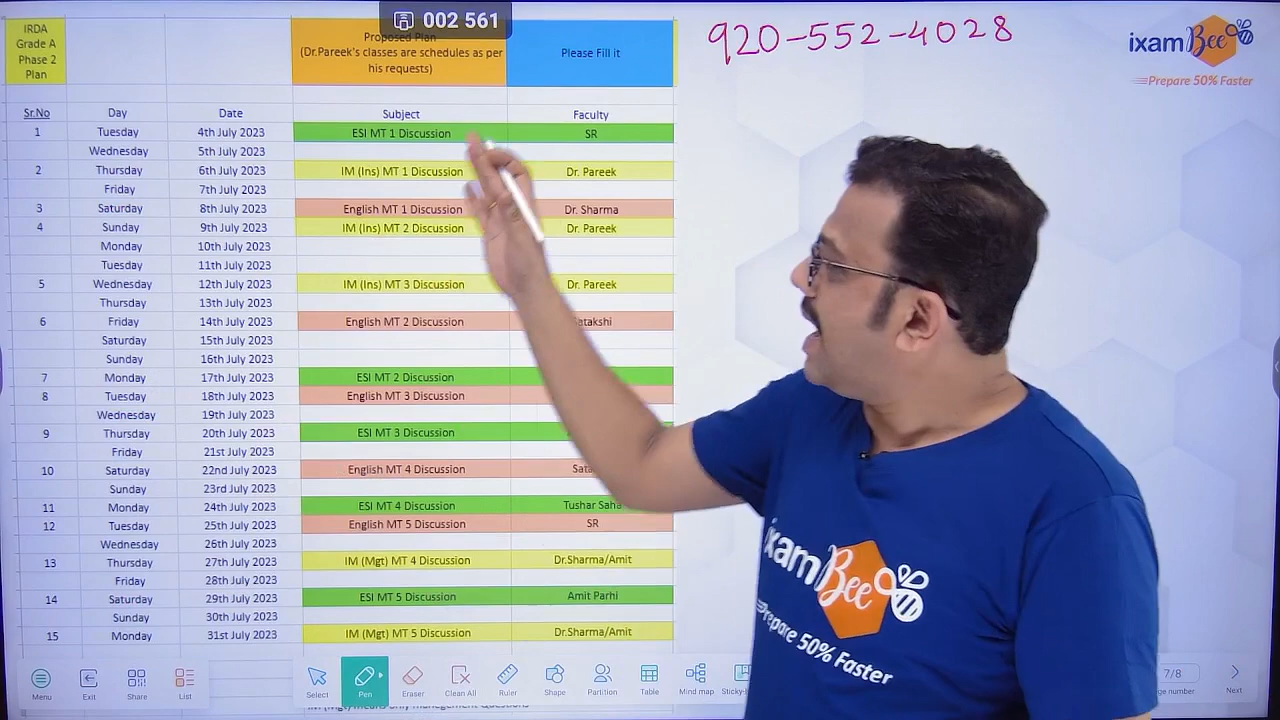 002 561
920-552-4028
ixamBee
Prepare 50% Faster
IRDA Grade A Phase 2 Plan
Proposed Plan
(Dr.Pareek's classes are schedules as per his requests)
Please Fill it
Sr.No Day Date Subject Faculty
1 Tuesday 4th July 2023 ESI MT 1 Discussion SR
Wednesday 5th July 2023
2 Thursday 6th July 2023 IM (Ins) MT 1 Discussion Dr. Pareek
Friday 7th July 2023
3 Saturday 8th July 2023 English MT 1 Discussion Dr. Sharma
4 Sunday 9th July 2023 IM (Ins) MT 2 Discussion Dr. Pareek
Monday 10th July 2023
Tuesday 11th July 2023
5 Wednesday 12th July 2023 IM (Ins) MT 3 Discussion Dr. Pareek
Thursday 13th July 2023
6 Friday 14th July 2023 English MT 2 Discussion Satakshi
Saturday 15th July 2023
Sunday 16th July 2023
7 Monday 17th July 2023 ESI MT 2 Discussion
8 Tuesday 18th July 2023 English MT 3 Discussion
Wednesday 19th July 2023
9 Thursday 20th July 2023 ESI MT 3 Discussion
Friday 21st July 2023
10 Saturday 22nd July 2023 English MT 4 Discussion
Sunday 23rd July 2023
11 Monday 24th July 2023 ESI MT 4 Discussion Tushar Saha
12 Tuesday 25th July 2023 English MT 5 Discussion SR
Wednesday 26th July 2023
13 Thursday 27th July 2023 IM (Mgt) MT 4 Discussion Dr.Sharma/Amit
Friday 28th July 2023
14 Saturday 29th July 2023 ESI MT 5 Discussion Amit Parhi
Sunday 30th July 2023
15 Monday 31st July 2023 IM (Mgt) MT 5 Discussion Dr.Sharma/Amit
ixamBee
Prepare 50% Faster
Menu Exit Share List Select Pen Eraser Clean All Ruler Shape Partition Table Mind map 7/8 Next